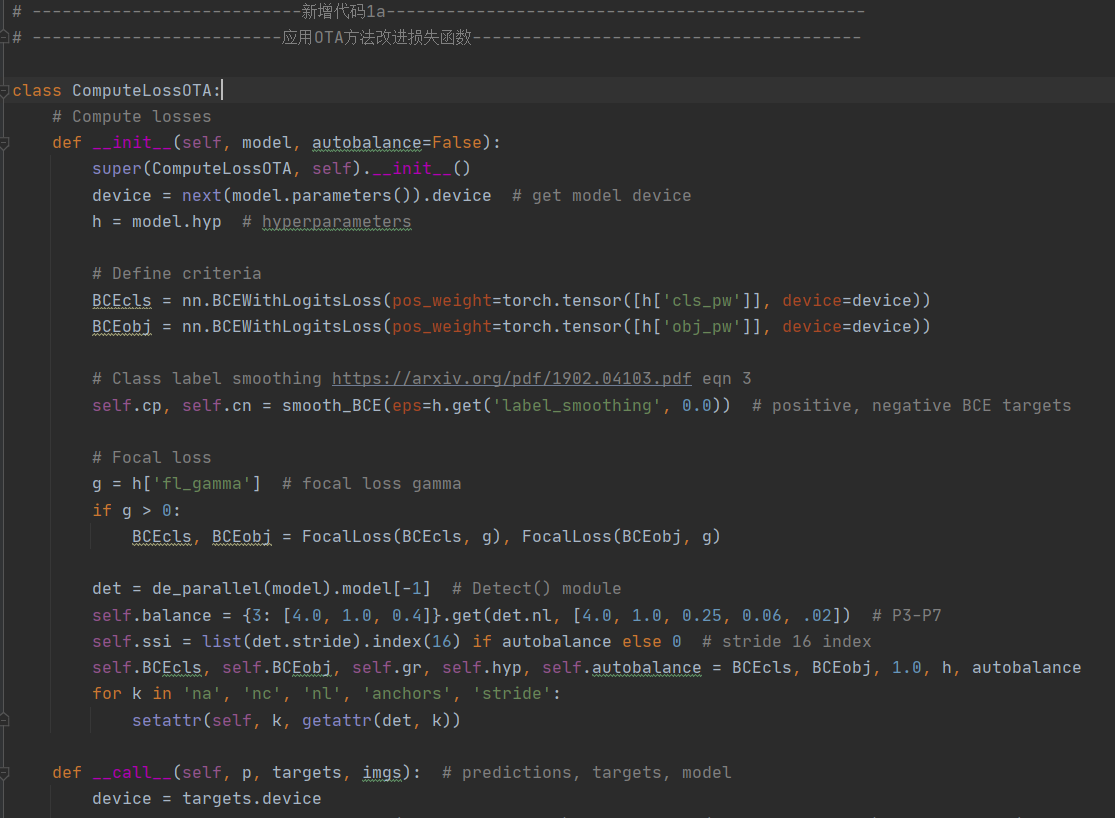 # ---------------------------新增代码1a------------------------------------------------
# -------------------------应用OTA方法改进损失函数---------------------------------------
class ComputeLossOTA:
    # Compute losses
    def __init__(self, model, autobalance=False):
        super(ComputeLossOTA, self).__init__()
        device = next(model.parameters()).device  # get model device
        h = model.hyp  # hyperparameters
        # Define criteria
        BCEcls = nn.BCEWithLogitsLoss(pos_weight=torch.tensor([h['cls_pw']], device=device))
        BCEobj = nn.BCEWithLogitsLoss(pos_weight=torch.tensor([h['obj_pw']], device=device))
        # Class label smoothing https://arxiv.org/pdf/1902.04103.pdf eqn 3
        self.cp, self.cn = smooth_BCE(eps=h.get('label_smoothing', 0.0))  # positive, negative BCE targets
        # Focal loss
        g = h['fl_gamma']  # focal loss gamma
        if g > 0:
            BCEcls, BCEobj = FocalLoss(BCEcls, g), FocalLoss(BCEobj, g)
        det = de_parallel(model).model[-1]  # Detect() module
        self.balance = {3: [4.0, 1.0, 0.4]}.get(det.nl, [4.0, 1.0, 0.25, 0.06, .02])  # P3-P7
        self.ssi = list(det.stride).index(16) if autobalance else 0  # stride 16 index
        self.BCEcls, self.BCEobj, self.gr, self.hyp, self.autobalance = BCEcls, BCEobj, 1.0, h, autobalance
        for k in 'na', 'nc', 'nl', 'anchors', 'stride':
            setattr(self, k, getattr(det, k))
    def __call__(self, p, targets, imgs):  # predictions, targets, model
        device = targets.device